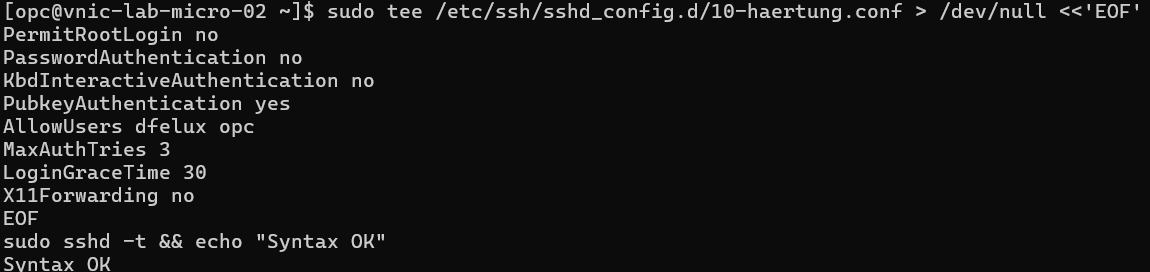 [opc@vnic-lab-micro-02 ~]$ sudo tee /etc/ssh/sshd_config.d/10-haertung.conf > /dev/null <<'EOF'
PermitRootLogin no
PasswordAuthentication no
KbdInteractiveAuthentication no
PubkeyAuthentication yes
AllowUsers dfelux opc
MaxAuthTries 3
LoginGraceTime 30
X11Forwarding no
EOF
sudo sshd -t && echo "Syntax OK"
Syntax OK